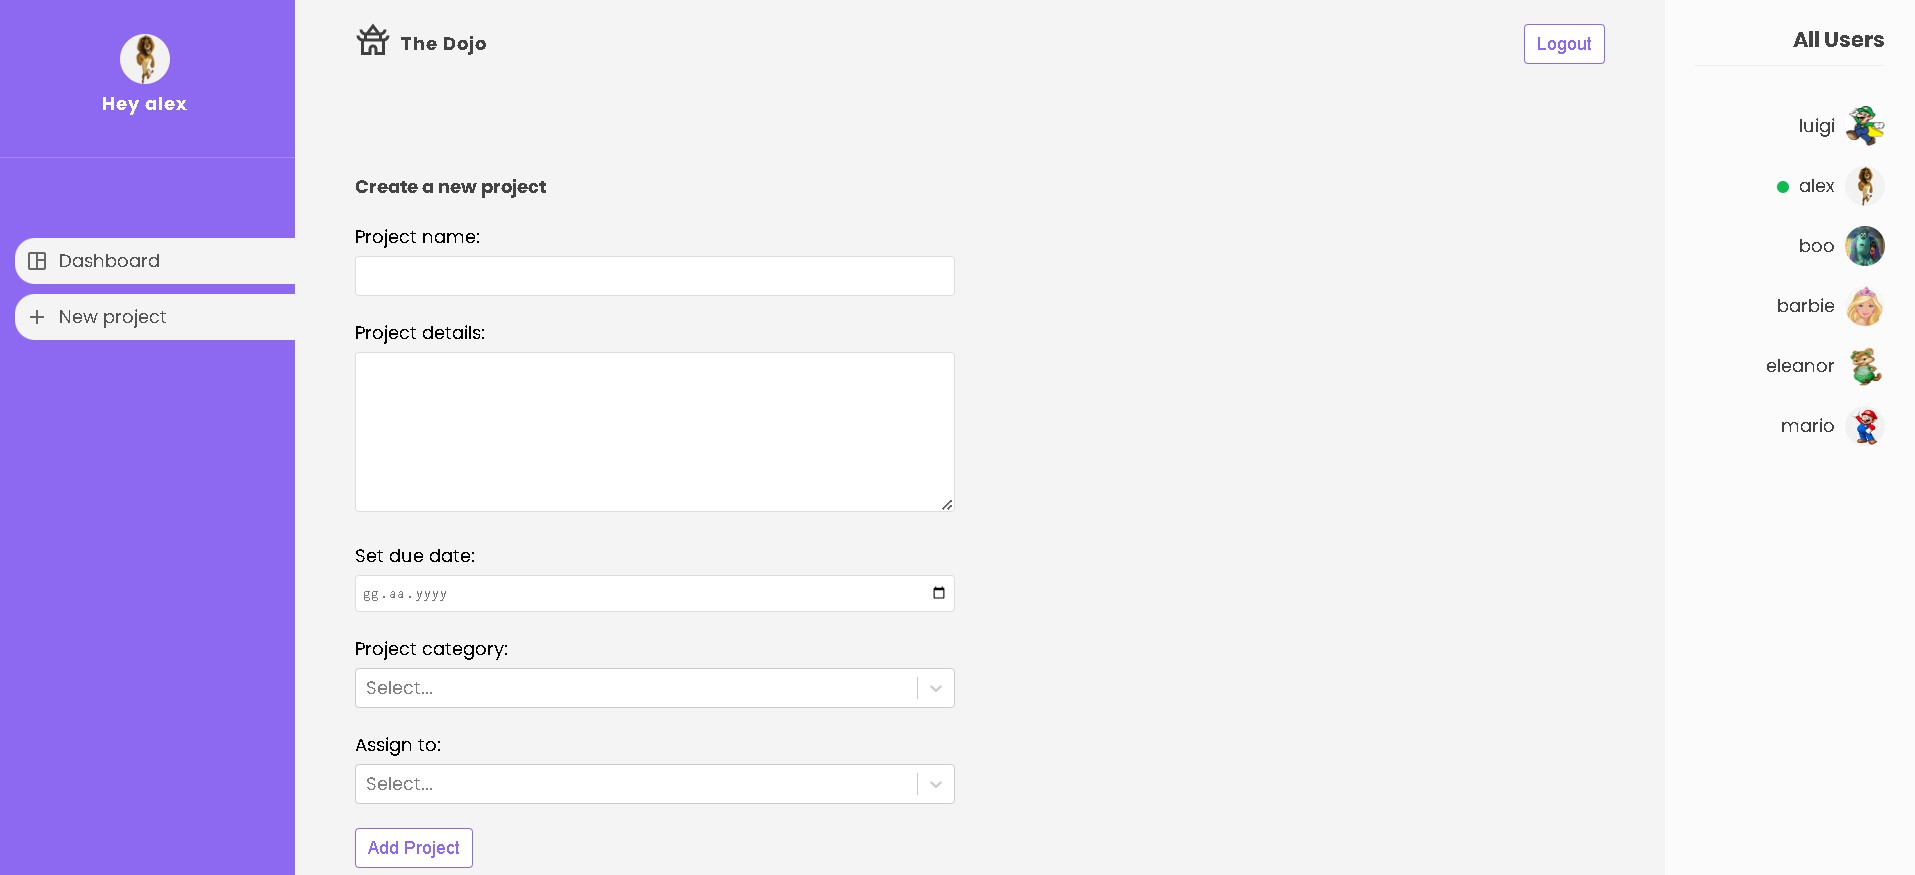 Hey alex
Dashboard
New project
The Dojo
Logout
Create a new project
Project name:
Project details:
Set due date:
gg.aa.yyyy
Project category:
Select...
Assign to:
Select...
Add Project
All Users
luigi
alex
boo
barbie
eleanor
mario